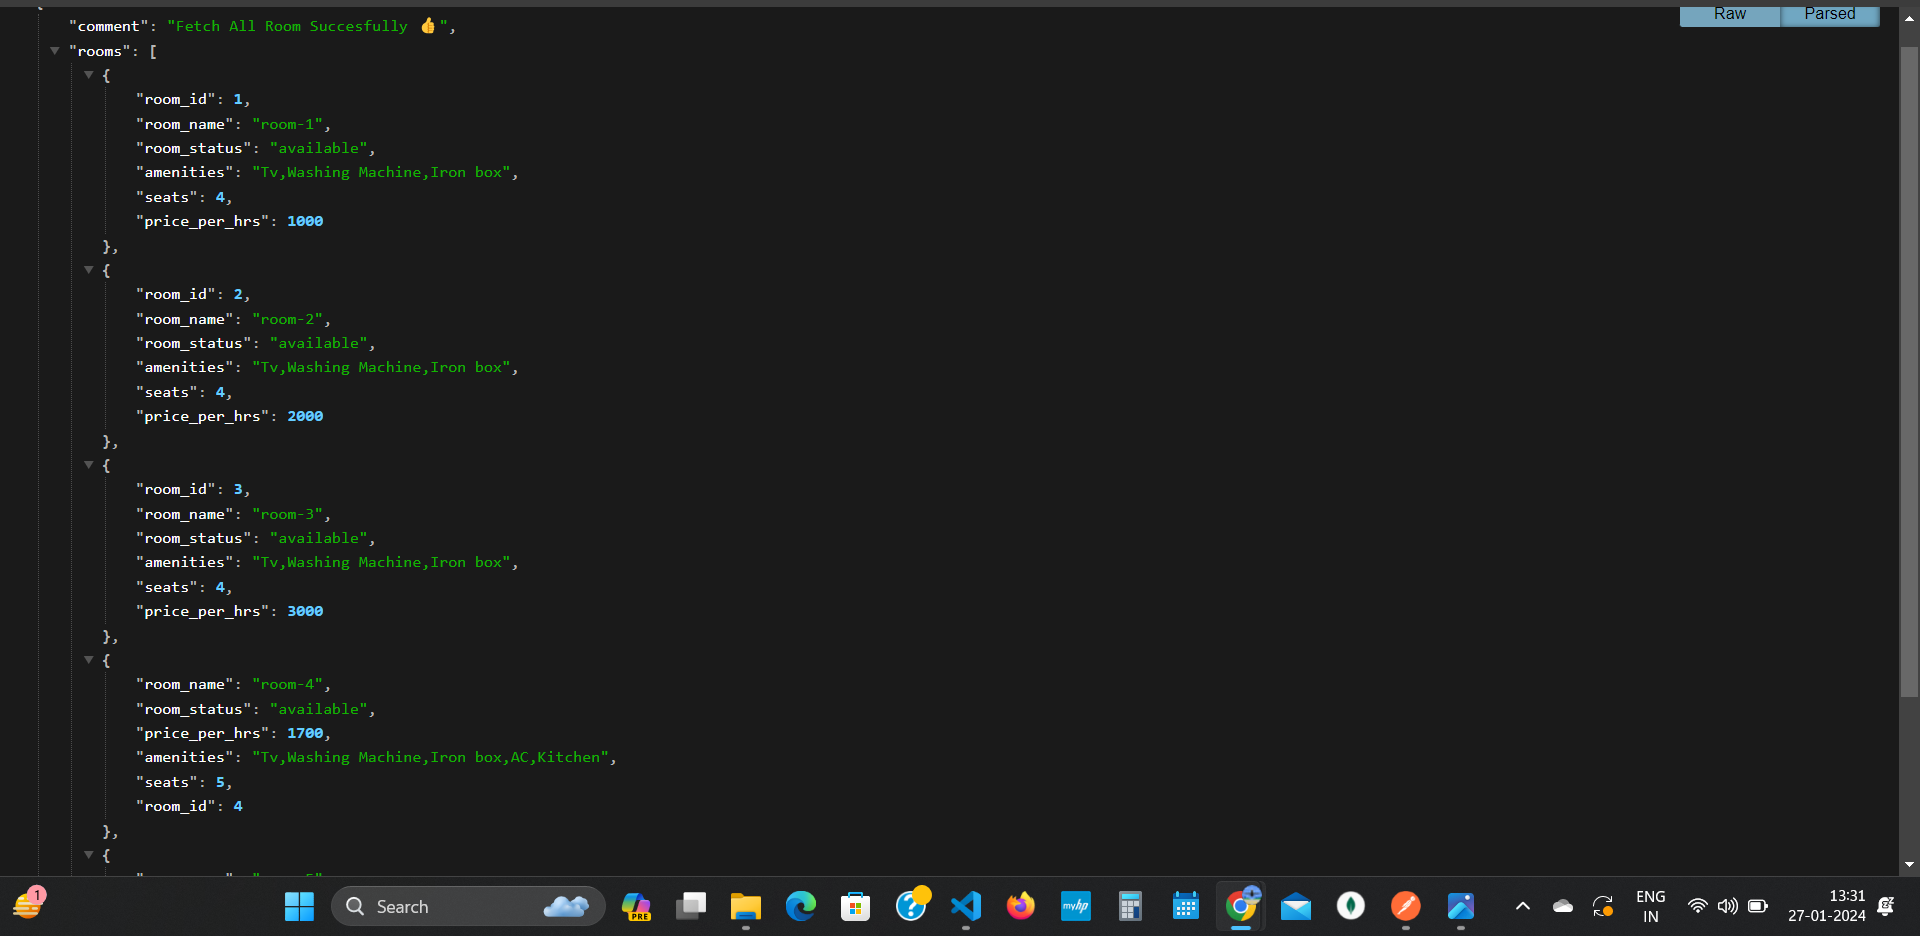 Raw Parsed
{
"comment": "Fetch All Room Succesfully 👍",
"rooms": [
{
"room_id": 1,
"room_name": "room-1",
"room_status": "available",
"amenities": "Tv,Washing Machine,Iron box",
"seats": 4,
"price_per_hrs": 1000
},
{
"room_id": 2,
"room_name": "room-2",
"room_status": "available",
"amenities": "Tv,Washing Machine,Iron box",
"seats": 4,
"price_per_hrs": 2000
},
{
"room_id": 3,
"room_name": "room-3",
"room_status": "available",
"amenities": "Tv,Washing Machine,Iron box",
"seats": 4,
"price_per_hrs": 3000
},
{
"room_name": "room-4",
"room_status": "available",
"price_per_hrs": 1700,
"amenities": "Tv,Washing Machine,Iron box,AC,Kitchen",
"seats": 5,
"room_id": 4
},
{
1
Search
PRE
myhp
ENG
IN
13:31
27-01-2024